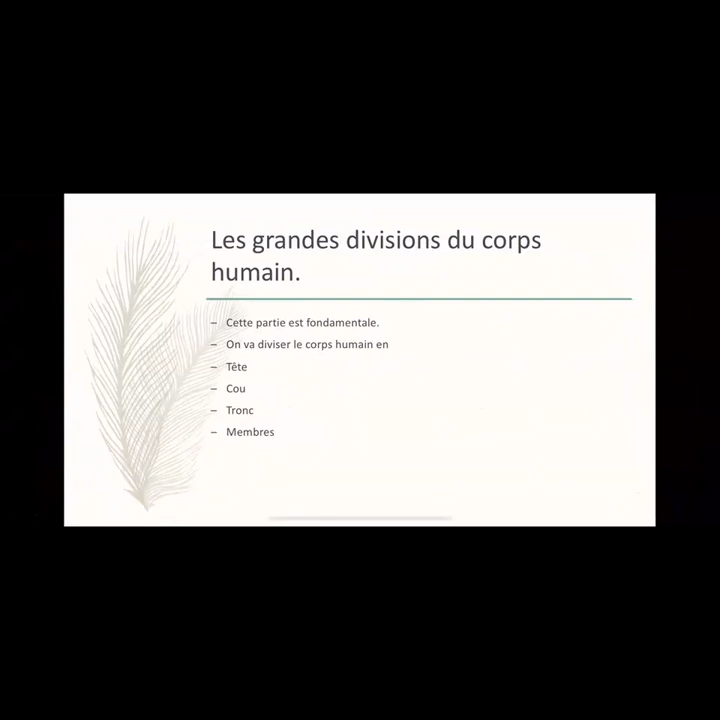 Les grandes divisions du corps
humain.
– Cette partie est fondamentale.
– On va diviser le corps humain en
– Tête
– Cou
– Tronc
– Membres